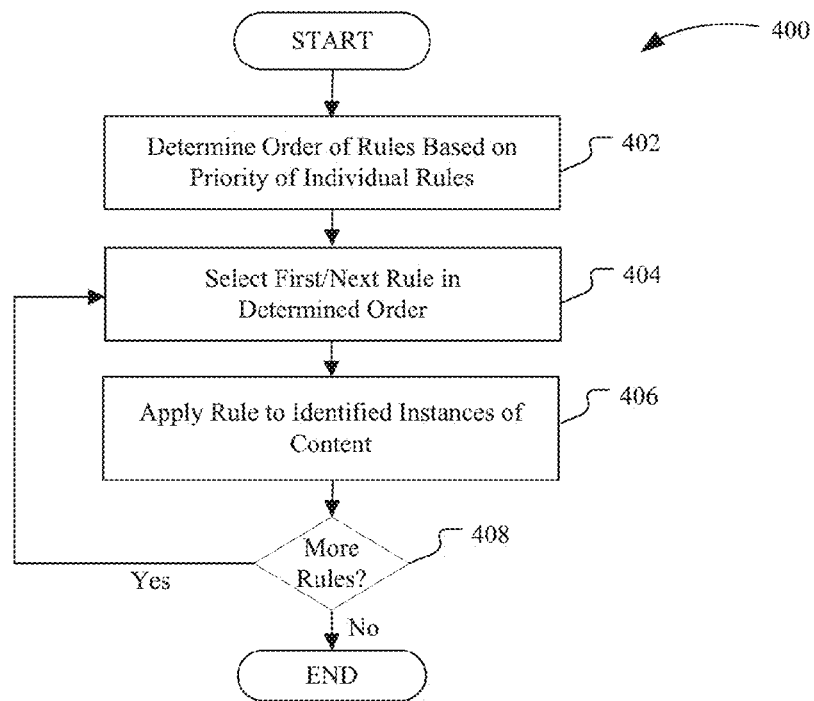 START
400
Determine Order of Rules Based on
Priority of Individual Rules
402
Select First/Next Rule in
Determined Order
404
Apply Rule to Identified Instances of
Content
406
More
Rules?
408
Yes
No
END